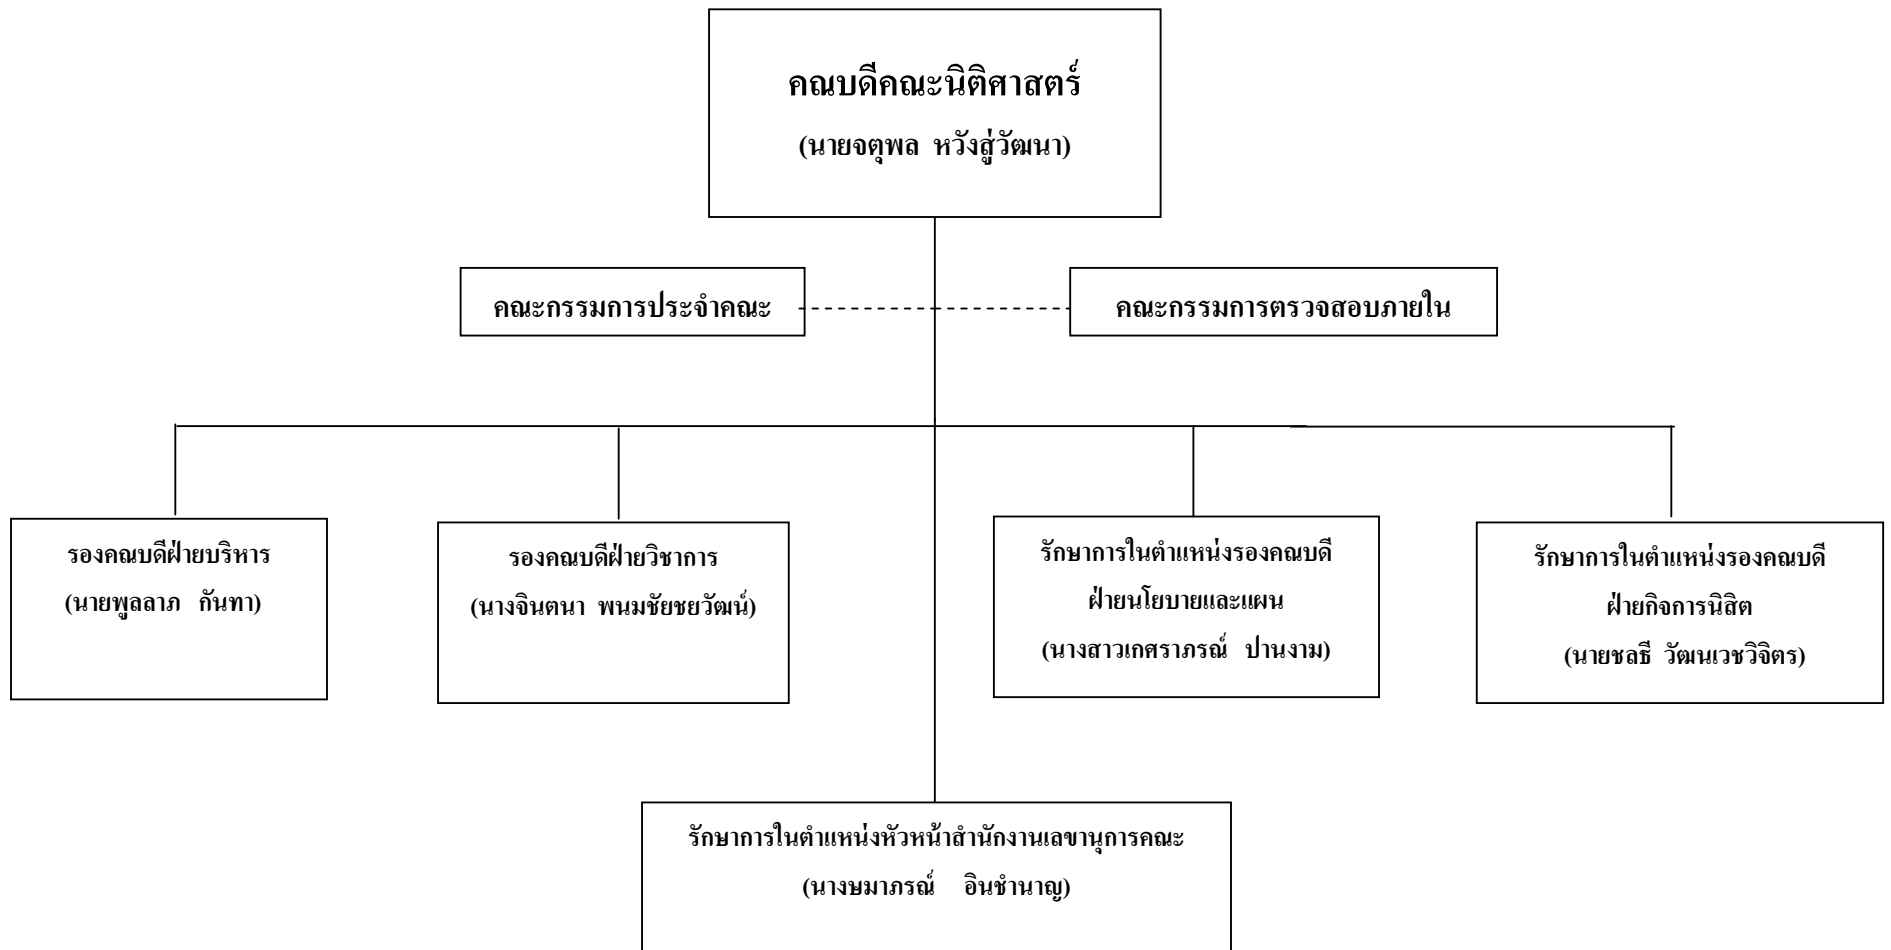 คณบดีคณะนิติศาสตร์
(นายจตุพล หวังสู่วัฒนา)
คณะกรรมการประจำคณะ
คณะกรรมการตรวจสอบภายใน
รองคณบดีฝ่ายบริหาร
(นายพูลลาภ กันทา)
รองคณบดีฝ่ายวิชาการ
(นางจินตนา พนมชัยชยวัฒน์)
รักษาการในตำแหน่งรองคณบดี
ฝ่ายนโยบายและแผน
(นางสาวเกศราภรณ์ ปานงาม)
รักษาการในตำแหน่งรองคณบดี
ฝ่ายกิจการนิสิต
(นายชลธี วัฒนเวชวิจิตร)
รักษาการในตำแหน่งหัวหน้าสำนักงานเลขานุการคณะ
(นางษมาภรณ์ อินชำนาญ)